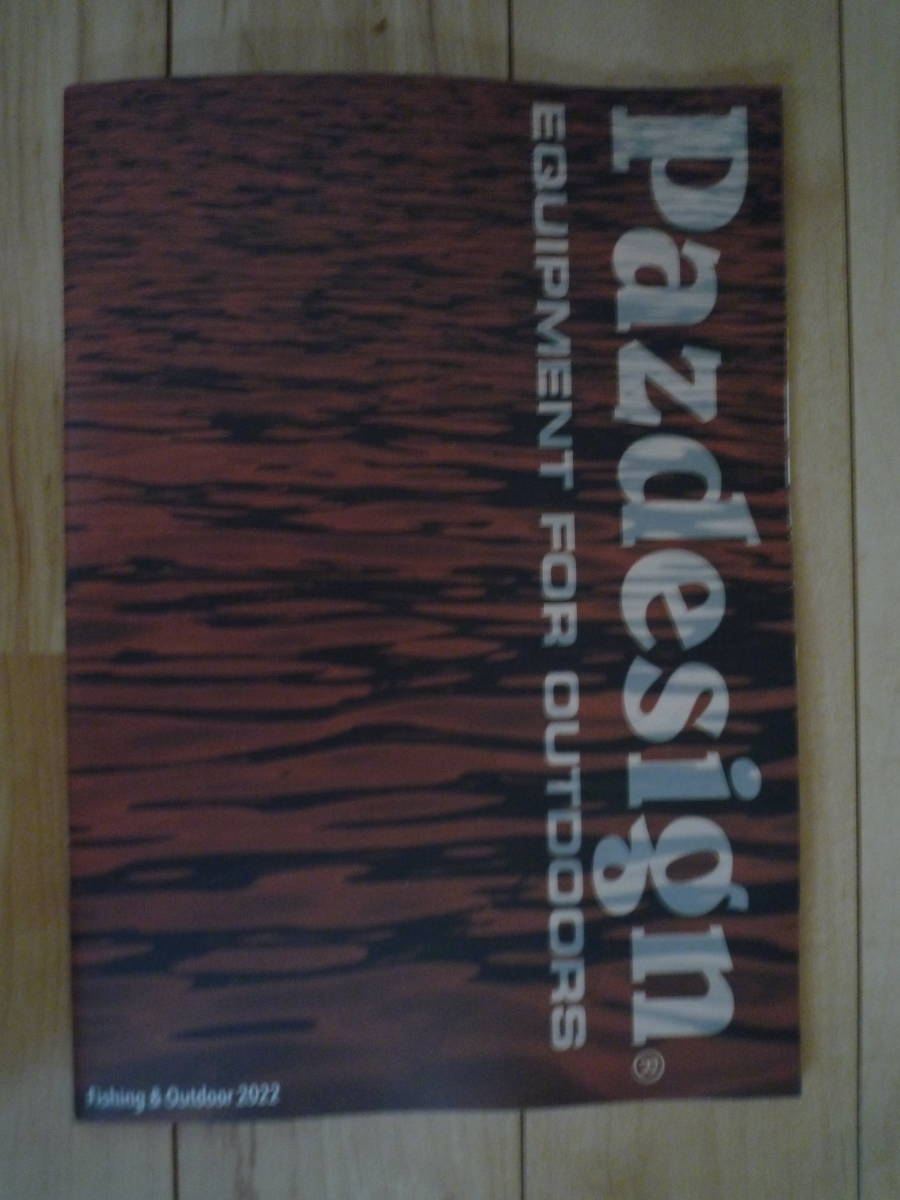 Pazdesign®
EQUIPMENT FOR OUTDOORS
Fishing & Outdoor 2022